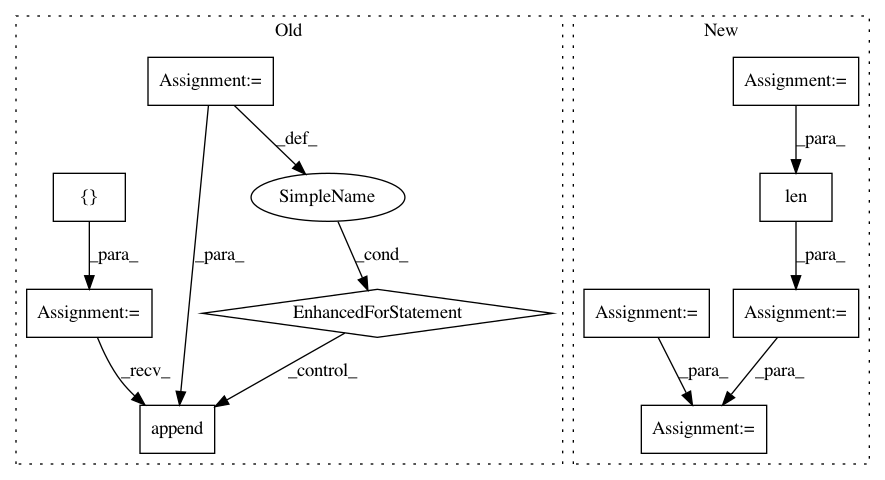 Old
New
Assignment:=
Assignment:=
_def_
_para_
{}
SimpleName
len
_para_
_para_
_cond_
_para_
Assignment:=
EnhancedForStatement
Assignment:=
Assignment:=
_recv_
_control_
_para_
_para_
append
Assignment:=